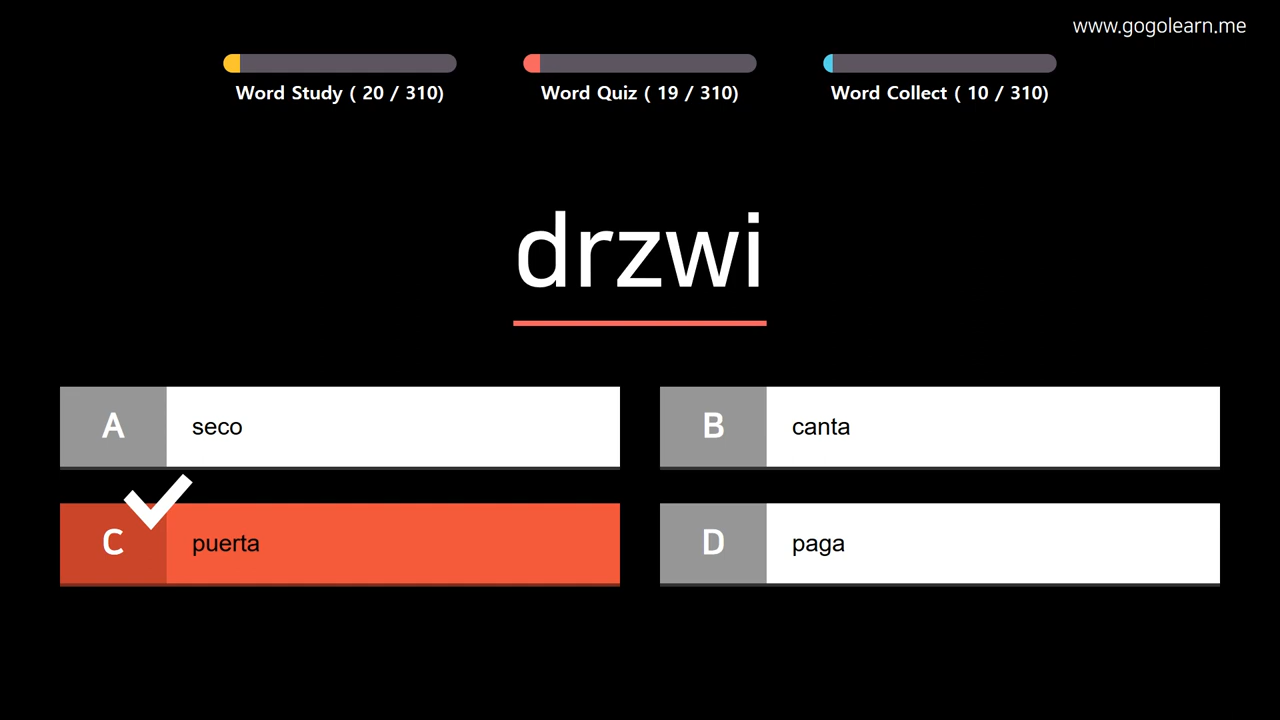 www.gogolearn.me
Word Study ( 20 / 310)
Word Quiz ( 19 / 310)
Word Collect ( 10 / 310)
drzwi
A
seco
B
canta
C
puerta
D
paga